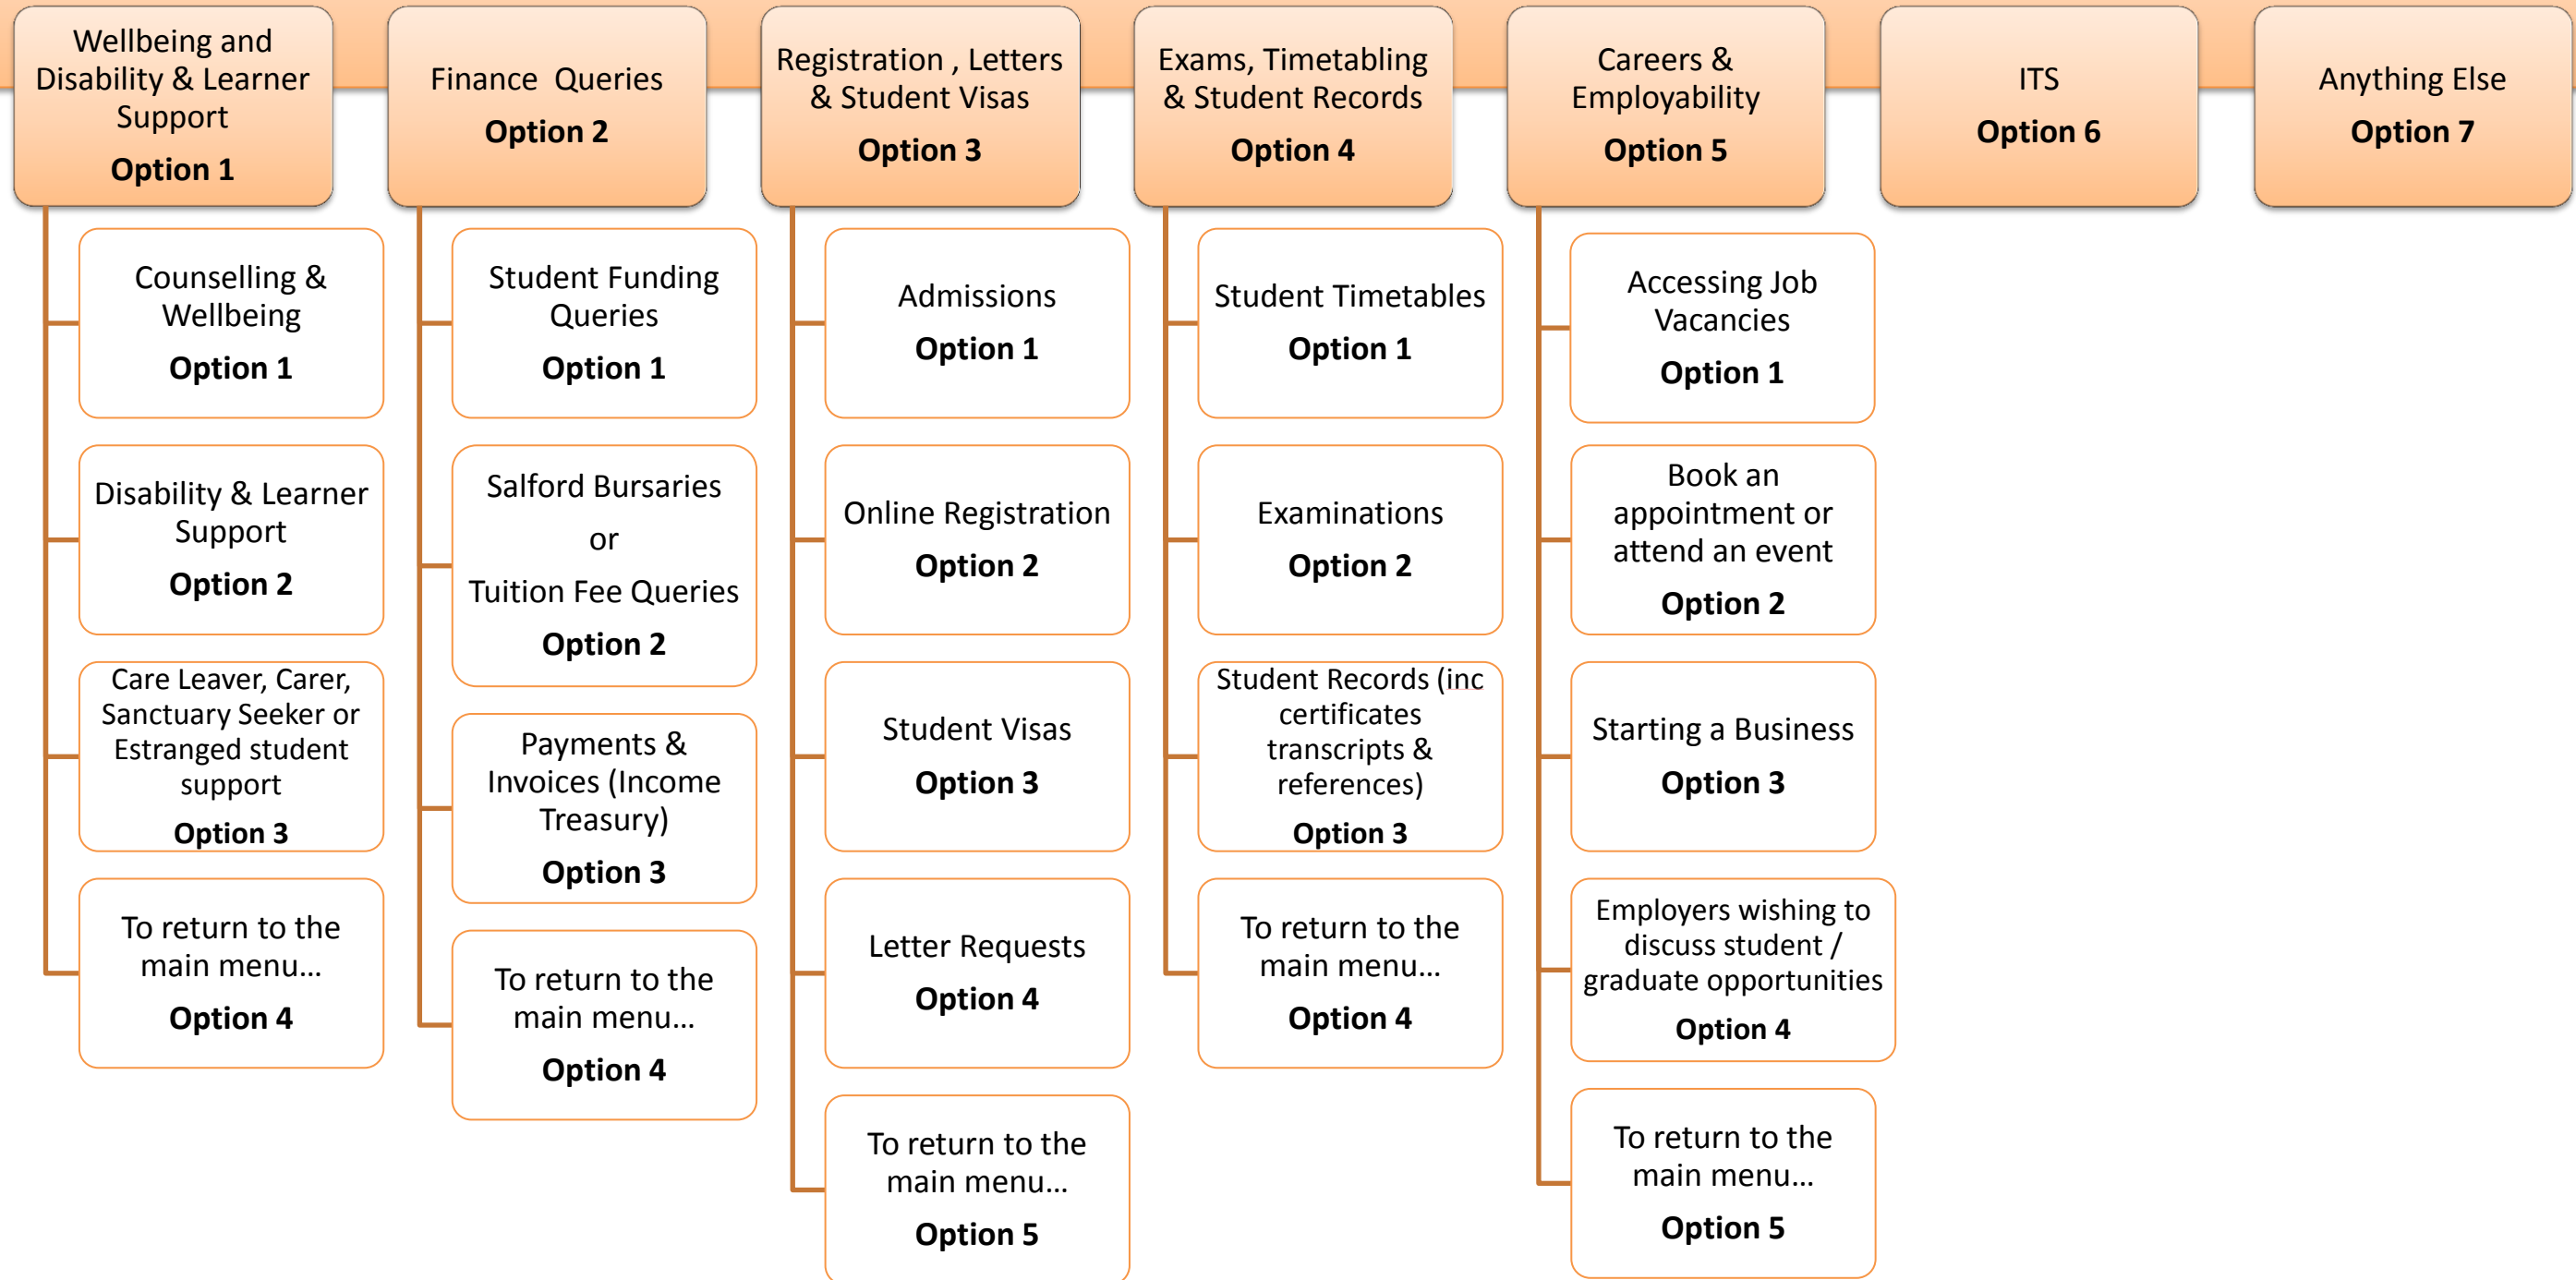 Wellbeing and
Disability & Learner
Support
Option 1
Counselling &
Wellbeing
Option 1
Disability & Learner
Support
Option 2
Care Leaver, Carer,
Sanctuary Seeker or
Estranged student
support
Option 3
To return to the
main menu...
Option 4
Finance Queries
Option 2
Student Funding
Queries
Option 1
Salford Bursaries
or
Tuition Fee Queries
Option 2
Payments &
Invoices (Income
Treasury)
Option 3
To return to the
main menu...
Option 4
Registration , Letters
& Student Visas
Option 3
Admissions
Option 1
Online Registration
Option 2
Student Visas
Option 3
Letter Requests
Option 4
To return to the
main menu...
Option 5
Exams, Timetabling
& Student Records
Option 4
Student Timetables
Option 1
Examinations
Option 2
Student Records (inc
certificates
transcripts &
references)
Option 3
To return to the
main menu...
Option 4
Careers &
Employability
Option 5
Accessing Job
Vacancies
Option 1
Book an
appointment or
attend an event
Option 2
Starting a Business
Option 3
Employers wishing to
discuss student /
graduate opportunities
Option 4
To return to the
main menu...
Option 5
ITS
Option 6
Anything Else
Option 7